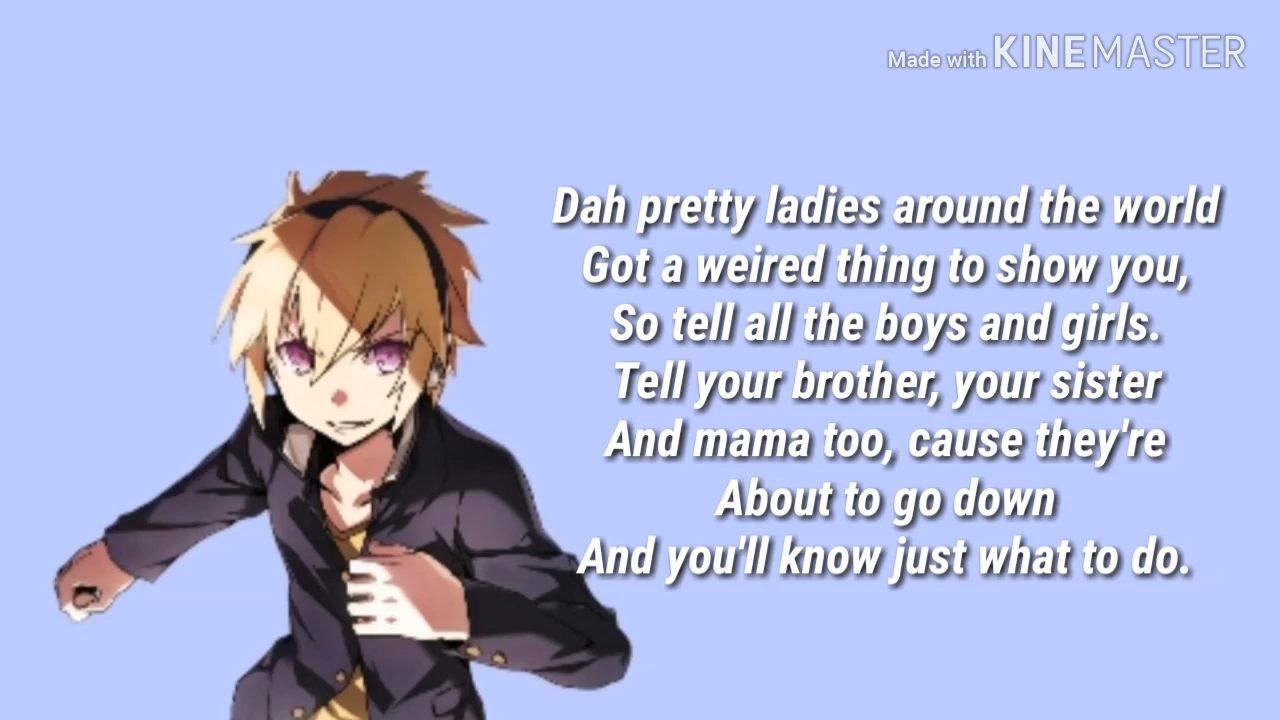 Made with KINEMASTER
Dah pretty ladies around the world
Got a weired thing to show you,
So tell all the boys and girls.
Tell your brother, your sister
And mama too, cause they're
About to go down
And you'll know just what to do.